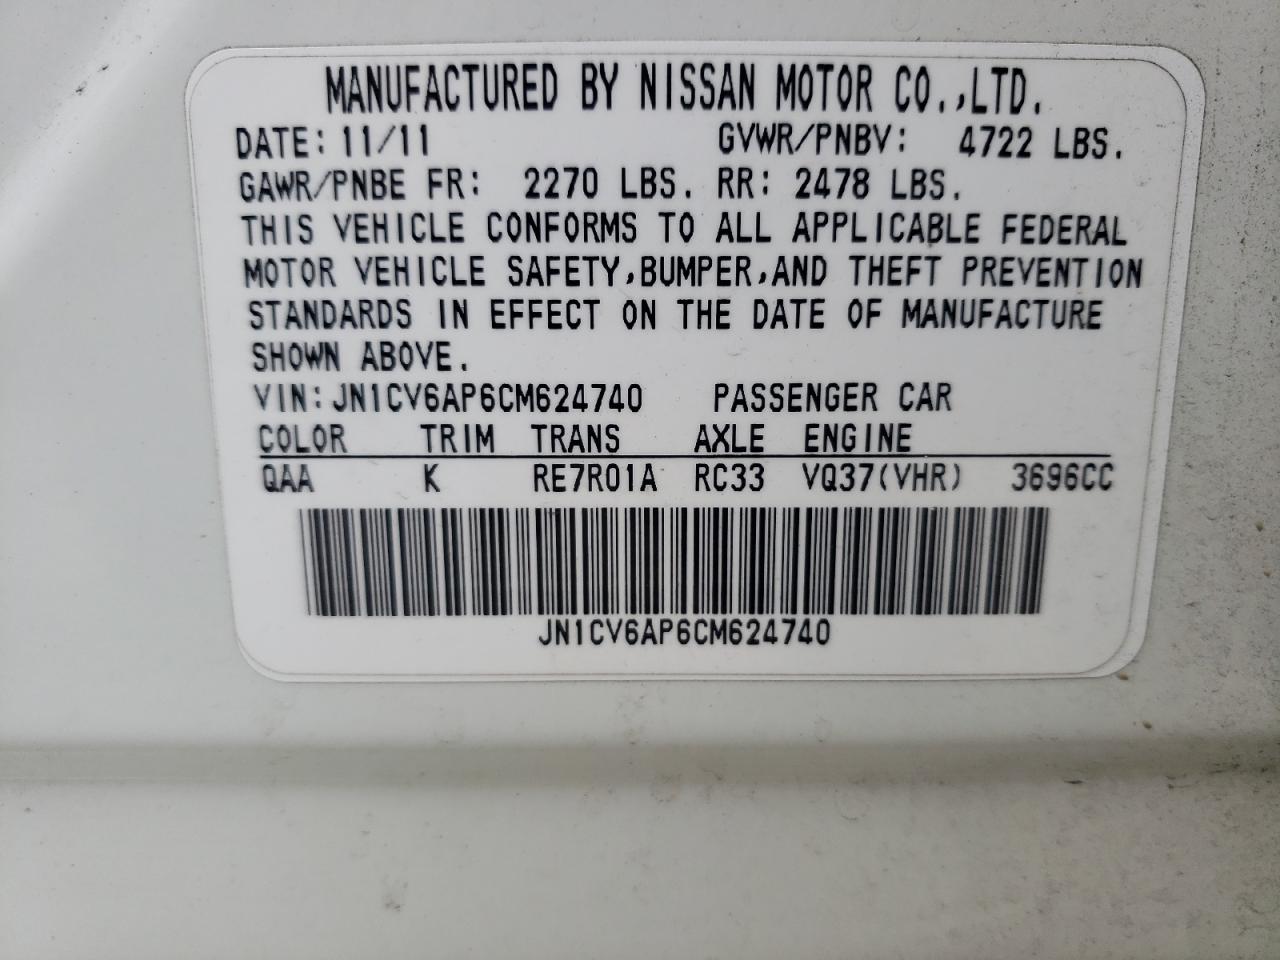 MANUFACTURED BY NISSAN MOTOR CO.,LTD.
DATE: 11/11 GVWR/PNBV: 4722 LBS.
GAWR/PNBE FR: 2270 LBS. RR: 2478 LBS.
THIS VEHICLE CONFORMS TO ALL APPLICABLE FEDERAL
MOTOR VEHICLE SAFETY,BUMPER,AND THEFT PREVENTION
STANDARDS IN EFFECT ON THE DATE OF MANUFACTURE
SHOWN ABOVE.
VIN:JN1CV6AP6CM624740 PASSENGER CAR
COLOR TRIM TRANS AXLE ENGINE
QAA K RE7R01A RC33 VQ37(VHR) 3696CC
JN1CV6AP6CM624740